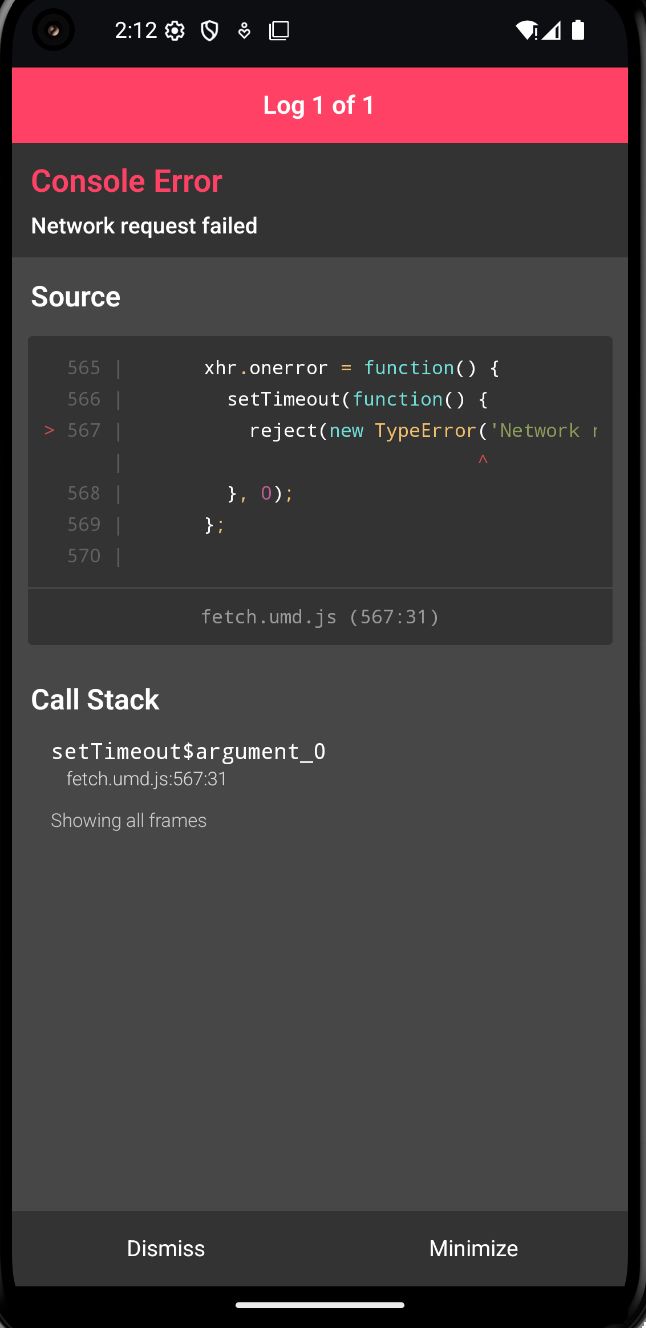 2:12
Log 1 of 1
Console Error
Network request failed
Source
565 | xhr.onerror = function() {
566 | setTimeout(function() {
> 567 | reject(new TypeError('Network
| ^
568 | }, 0);
569 | };
570 |
fetch.umd.js (567:31)
Call Stack
setTimeout$argument_0
fetch.umd.js:567:31
Showing all frames
Dismiss
Minimize